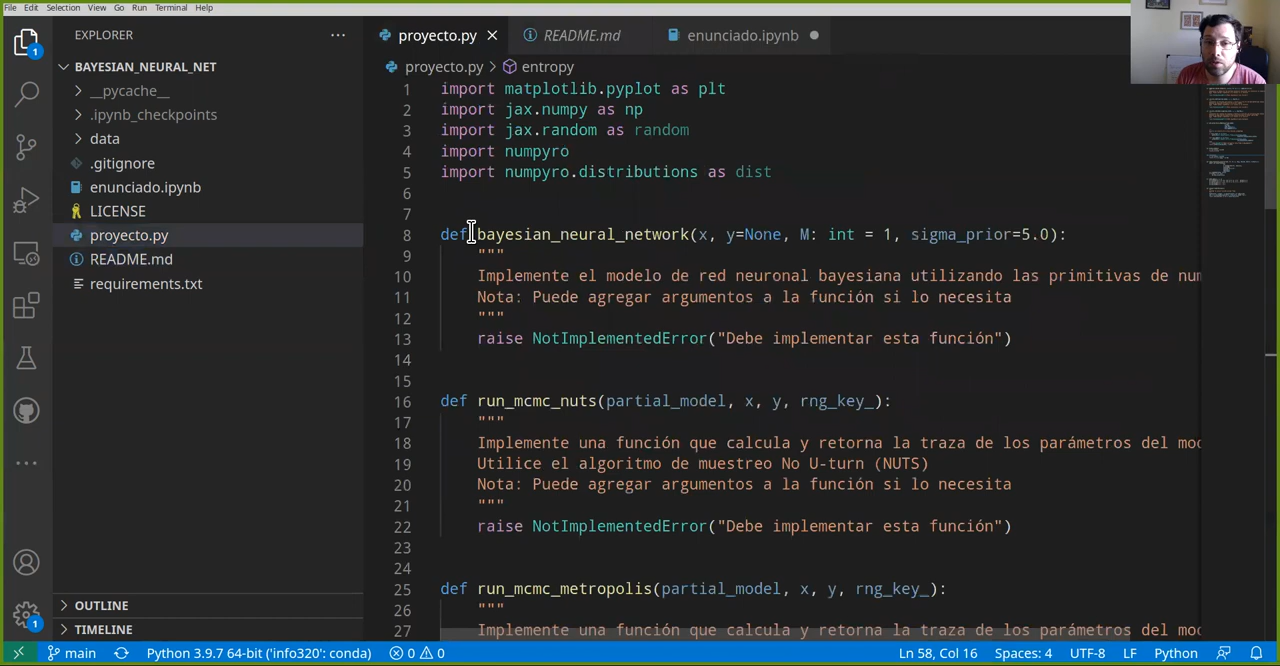 File Edit Selection View Go Run Terminal Help
EXPLORER
proyecto.py
README.md
enunciado.ipynb
1
BAYESIAN_NEURAL_NET
__pycache__
.ipynb_checkpoints
data
.gitignore
enunciado.ipynb
LICENSE
proyecto.py
README.md
requirements.txt
OUTLINE
TIMELINE
1
proyecto.py > entropy
1 import matplotlib.pyplot as plt
2 import jax.numpy as np
3 import jax.random as random
4 import numpyro
5 import numpyro.distributions as dist
6
7
8 def bayesian_neural_network(x, y=None, M: int = 1, sigma_prior=5.0):
9 """
10 Implemente el modelo de red neuronal bayesiana utilizando las primitivas de num
11 Nota: Puede agregar argumentos a la función si lo necesita
12 """
13 raise NotImplementedError("Debe implementar esta función")
14
15
16 def run_mcmc_nuts(partial_model, x, y, rng_key_):
17 """
18 Implemente una función que calcula y retorna la traza de los parámetros del mod
19 Utilice el algoritmo de muestreo No U-turn (NUTS)
20 Nota: Puede agregar argumentos a la función si lo necesita
21 """
22 raise NotImplementedError("Debe implementar esta función")
23
24
25 def run_mcmc_metropolis(partial_model, x, y, rng_key_):
26 """
27 Implemente una función que calcula y retorna la traza de los parámetros del mod
main Python 3.9.7 64-bit ('info320': conda) 0 0 Ln 58, Col 16 Spaces: 4 UTF-8 LF Python